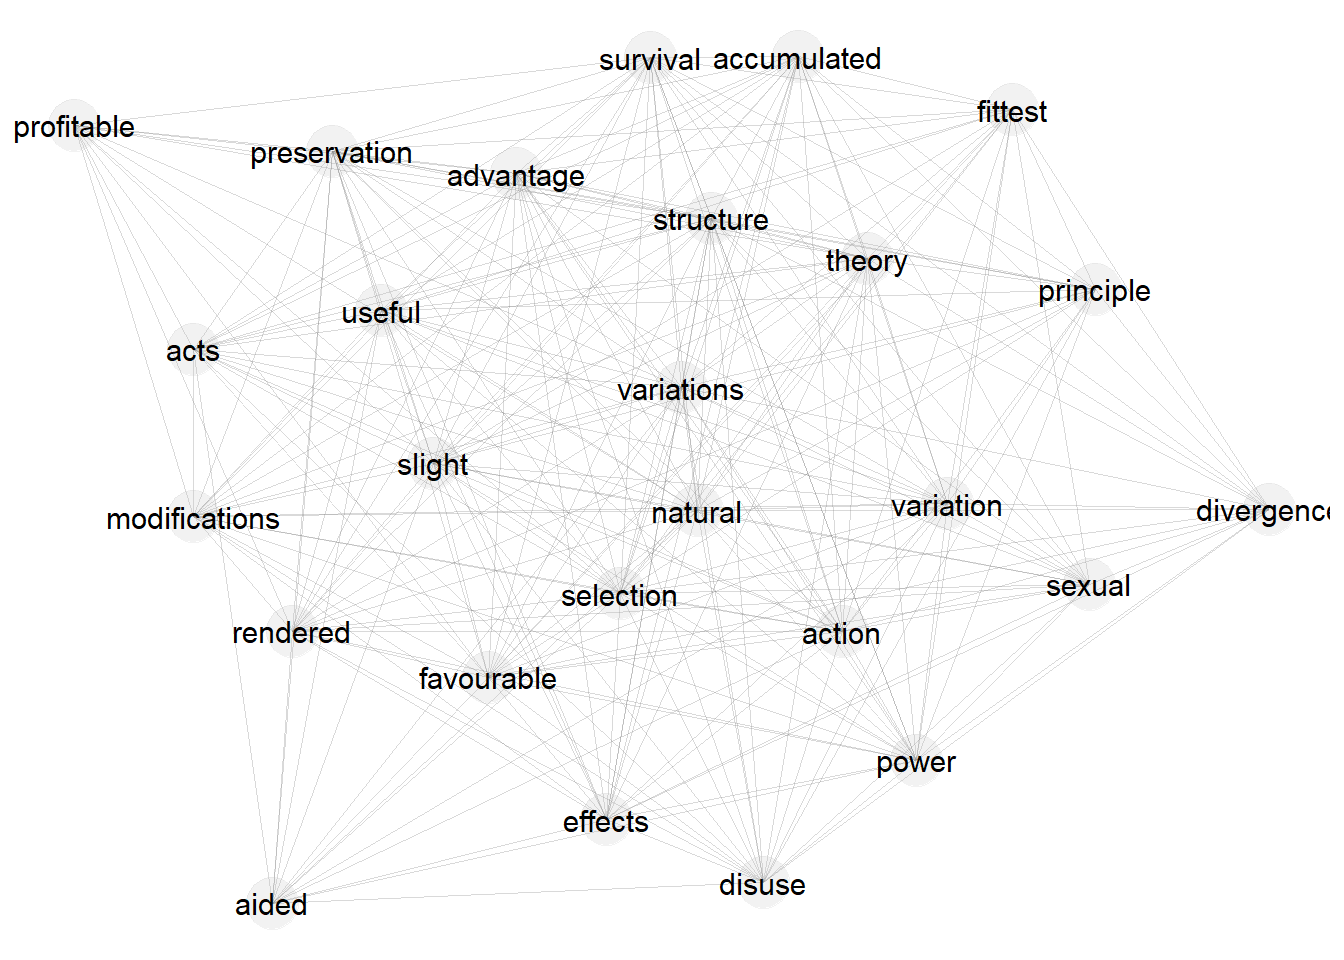 survival
accumulated
fittest
profitable
preservation
advantage
structure
theory
principle
useful
acts
variations
slight
natural
variation
divergence
modifications
selection
sexual
rendered
action
favourable
power
effects
disuse
aided